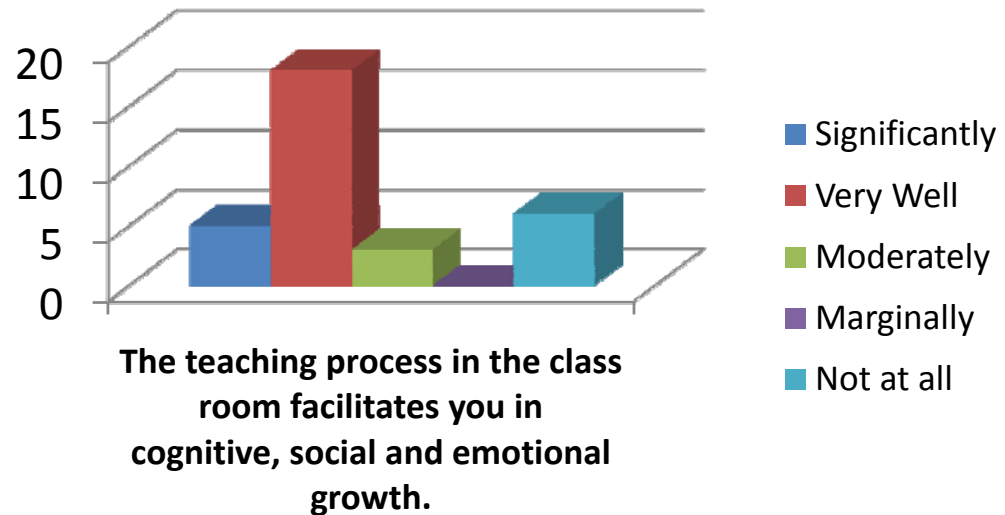 20
15
10
5
0
The teaching process in the class
room facilitates you in
cognitive, social and emotional
growth.
Significantly
Very Well
Moderately
Marginally
Not at all